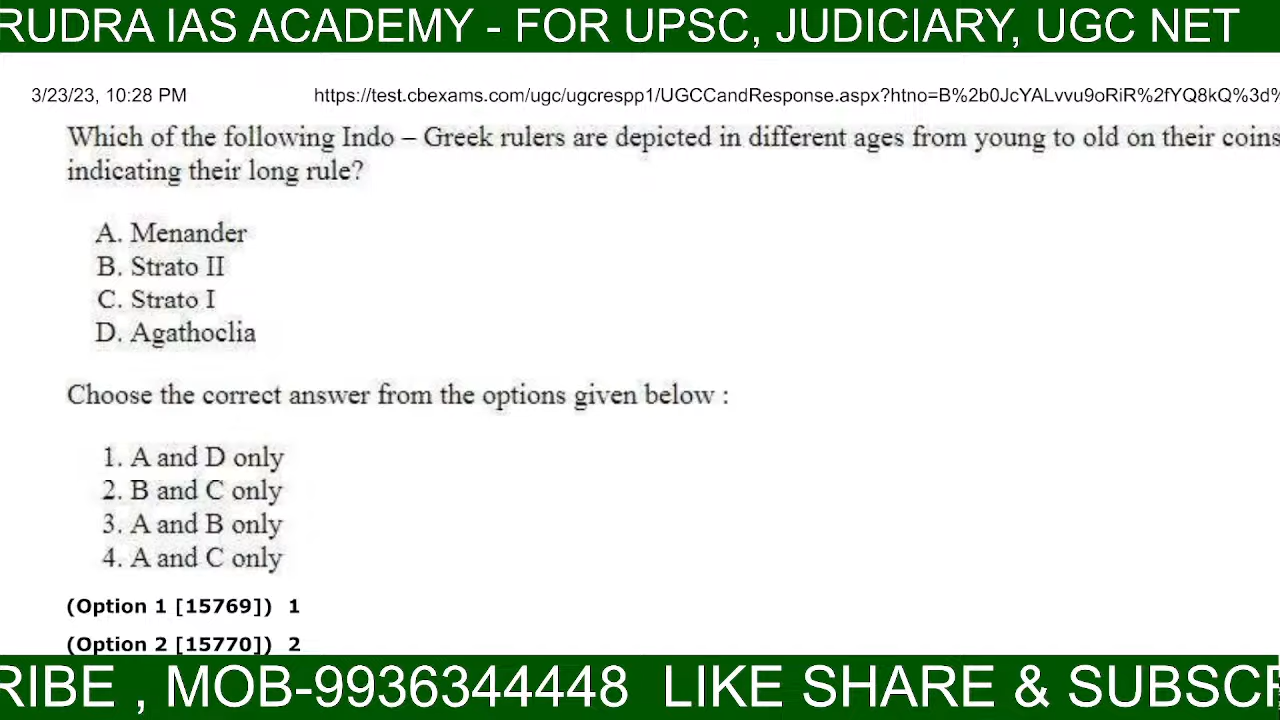 RUDRA IAS ACADEMY - FOR UPSC, JUDICIARY, UGC NET
3/23/23, 10:28 PM https://test.cbexams.com/ugc/ugcrespp1/UGCCandResponse.aspx?htno=B%2b0JcYALvvu9oRiR%2fYQ8kQ%3d%
Which of the following Indo – Greek rulers are depicted in different ages from young to old on their coins
indicating their long rule?
A. Menander
B. Strato II
C. Strato I
D. Agathoclia
Choose the correct answer from the options given below :
1. A and D only
2. B and C only
3. A and B only
4. A and C only
(Option 1 [15769]) 1
(Option 2 [15770]) 2
RIBE , MOB-9936344448 LIKE SHARE & SUBSCR